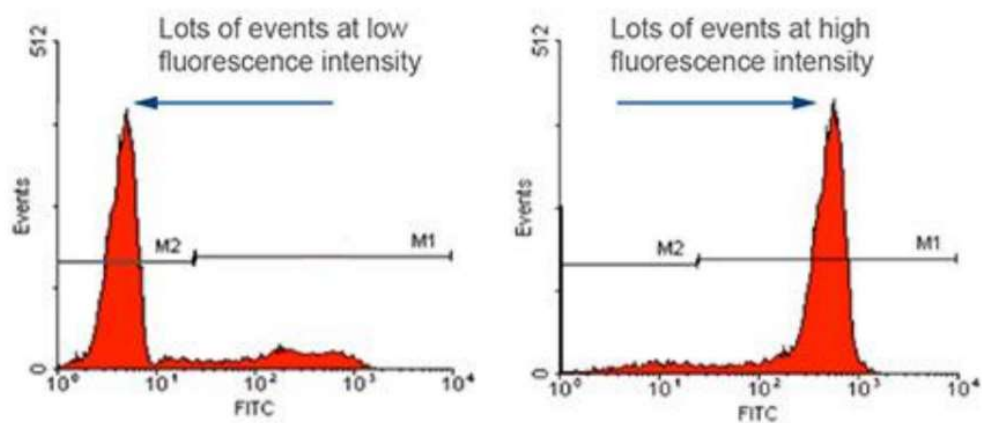 Lots of events at low
fluorescence intensity
512
Events
M2
M1
0
10⁰ 10¹ 10² 10³ 10⁴
FITC
Lots of events at high
fluorescence intensity
512
Events
M2
M1
0
10⁰ 10¹ 10² 10³ 10⁴
FITC